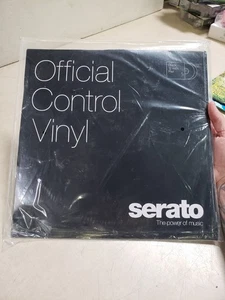 Official
Control
Vinyl
serato
The power of music